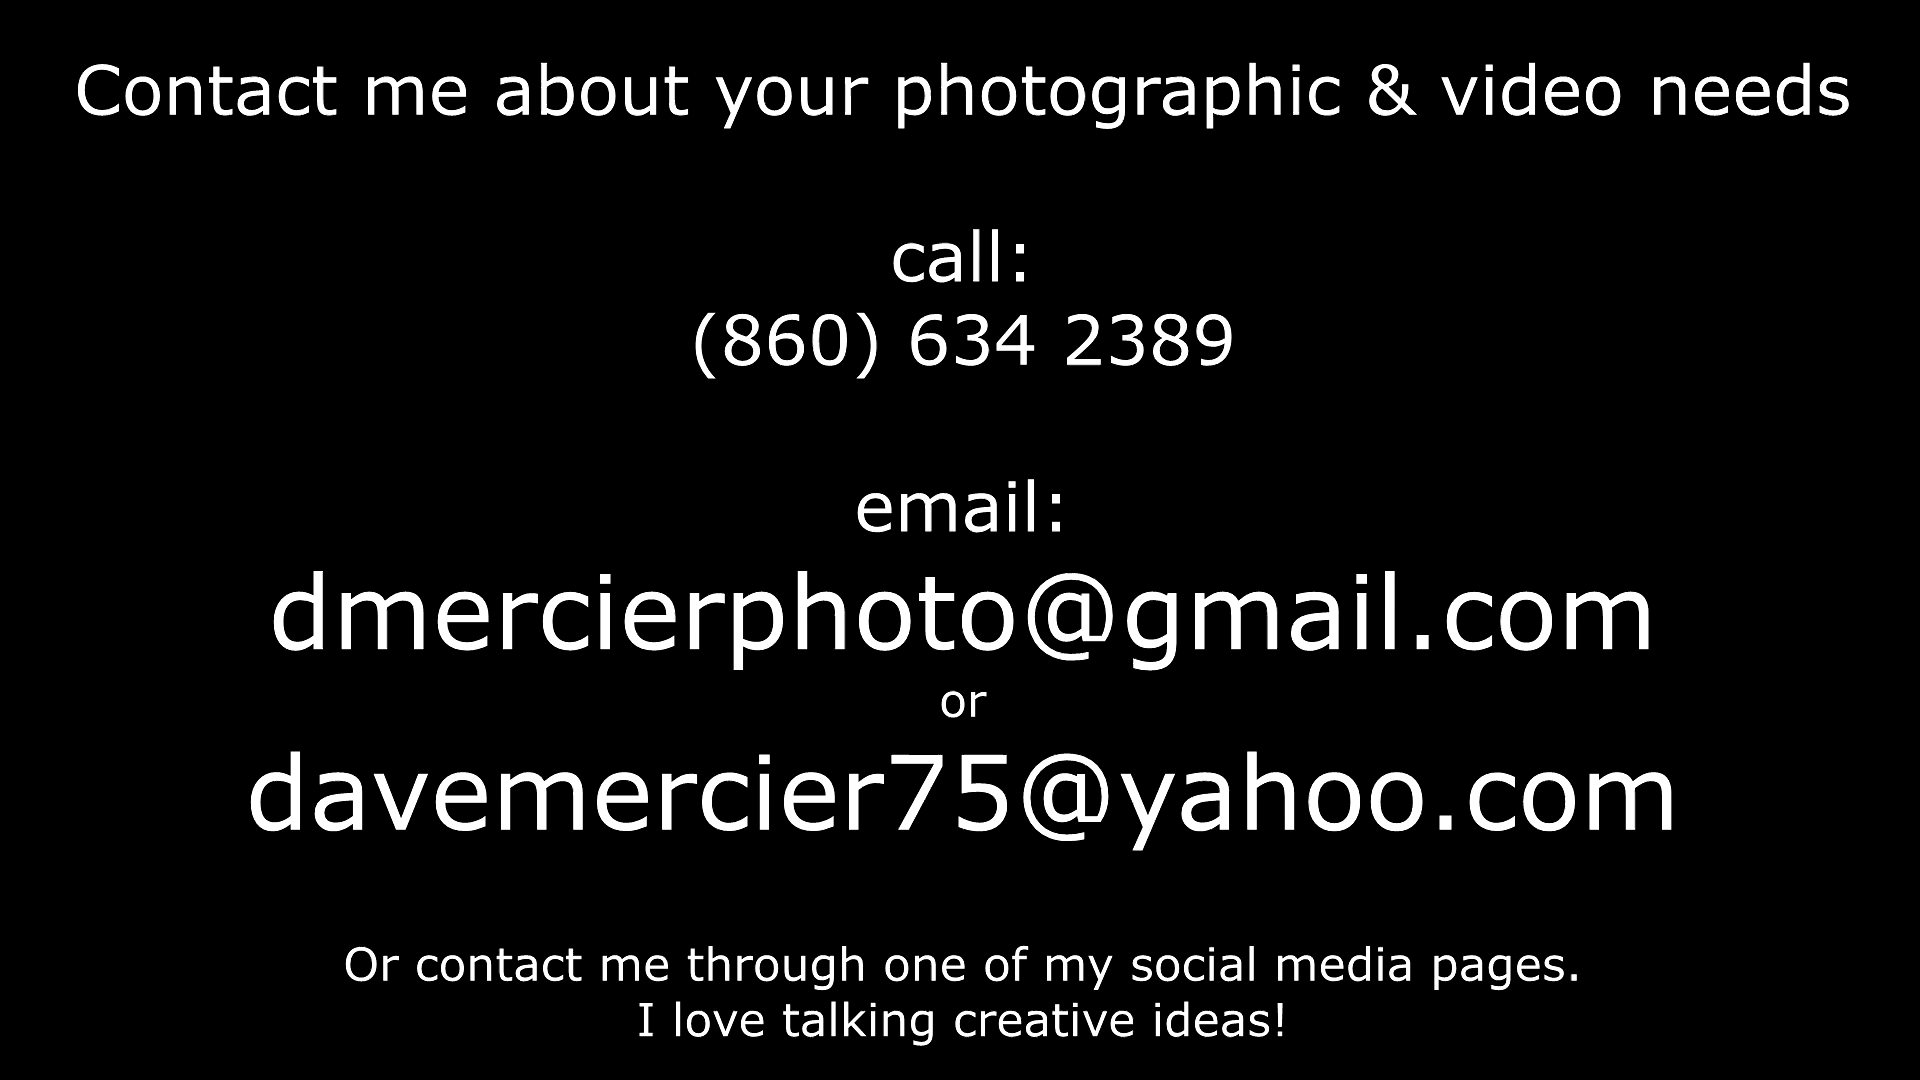 Contact me about your photographic & video needs
call:
(860) 634 2389
email:
dmercierphoto@gmail.com
or
davemercier75@yahoo.com
Or contact me through one of my social media pages.
I love talking creative ideas!